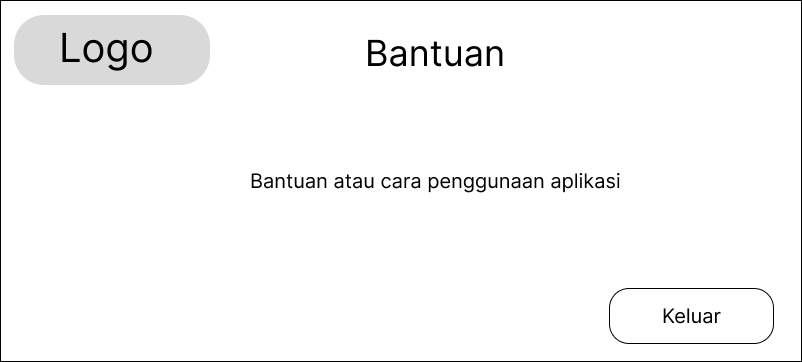 Logo
Bantuan
Bantuan atau cara penggunaan aplikasi
Keluar